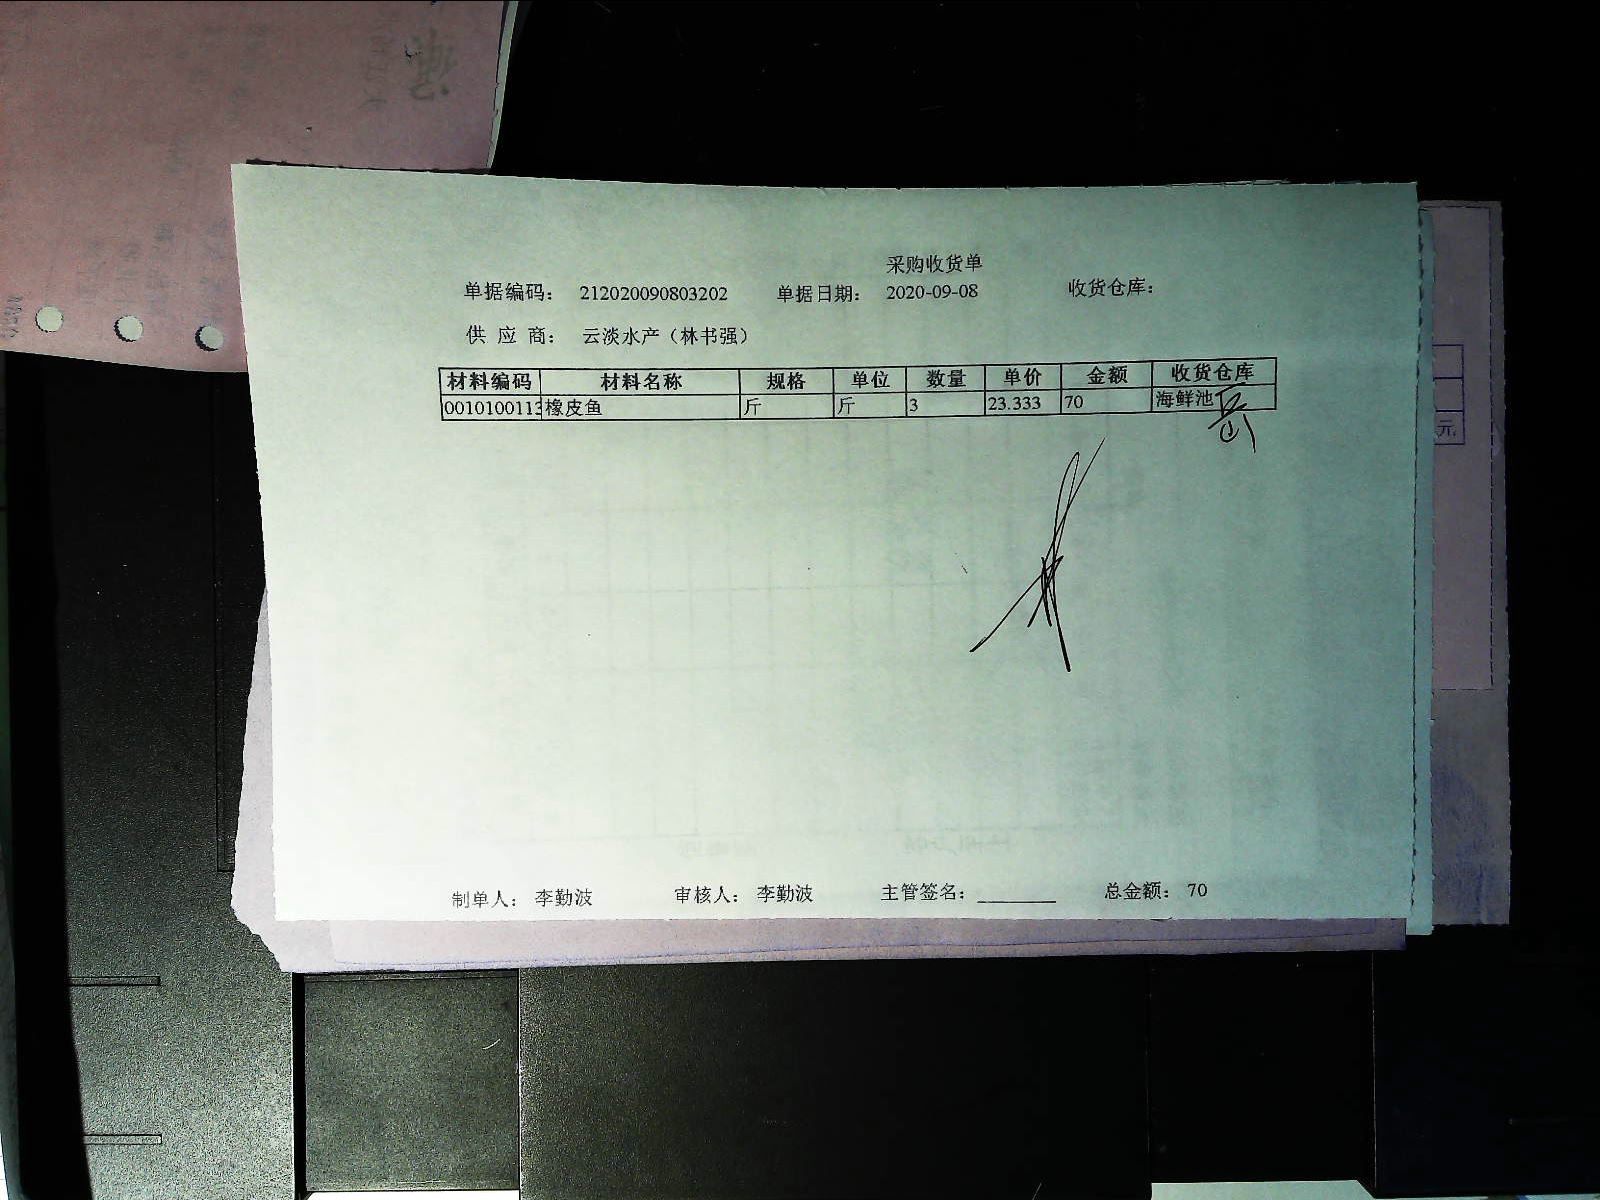 采购收货单
单据编码： 212020090803202 单据日期： 2020-09-08 收货仓库：
供 应 商： 云淡水产（林书强）
材料编码 材料名称 规格 单位 数量 单价 金额 收货仓库
0010100113 橡皮鱼 斤 斤 3 23.333 70 海鲜池
元
制单人： 李勤波 审核人： 李勤波 主管签名：_______ 总金额： 70